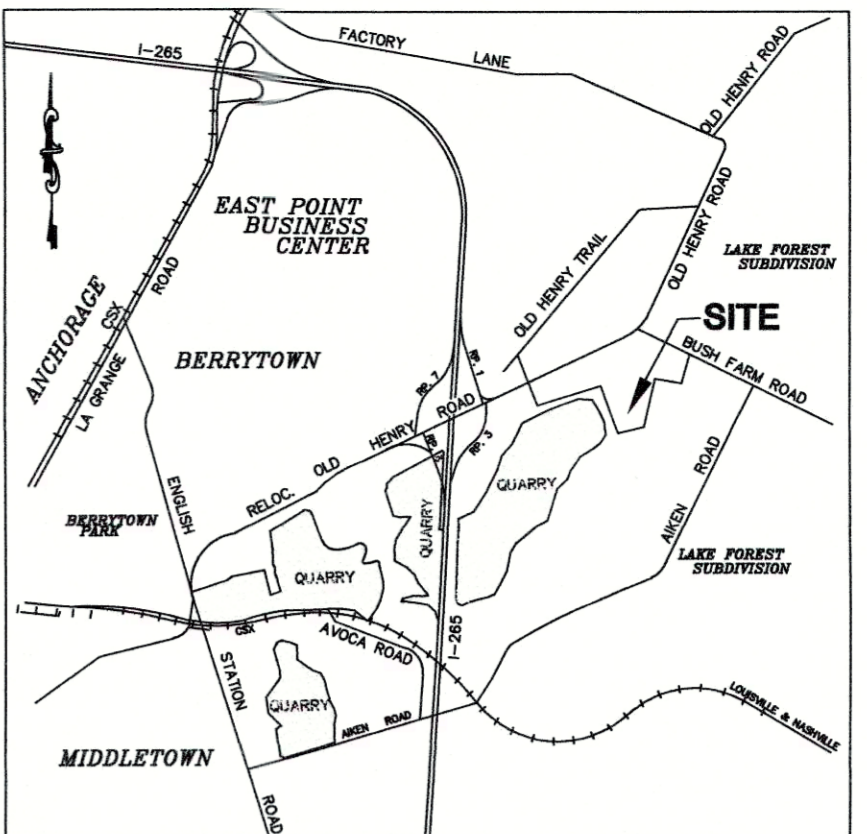 FACTORY LANE
I-265
OLD HENRY ROAD
EAST POINT
BUSINESS
CENTER
OLD HENRY ROAD
OLD HENRY TRAIL
LAKE FOREST
SUBDIVISION
ANCHORAGE
CSX
LA GRANGE ROAD
SITE
BERRYTOWN
BUSH FARM ROAD
RP. 7
RP. 1
RELOC. OLD HENRY ROAD
RP. 3
QUARRY
QUARRY
AIKEN ROAD
ENGLISH STATION ROAD
BERRYTOWN
PARK
LAKE FOREST
SUBDIVISION
QUARRY
CSX
AVOCA ROAD
I-265
QUARRY
AIKEN ROAD
LOUISVILLE & NASHVILLE
MIDDLETOWN